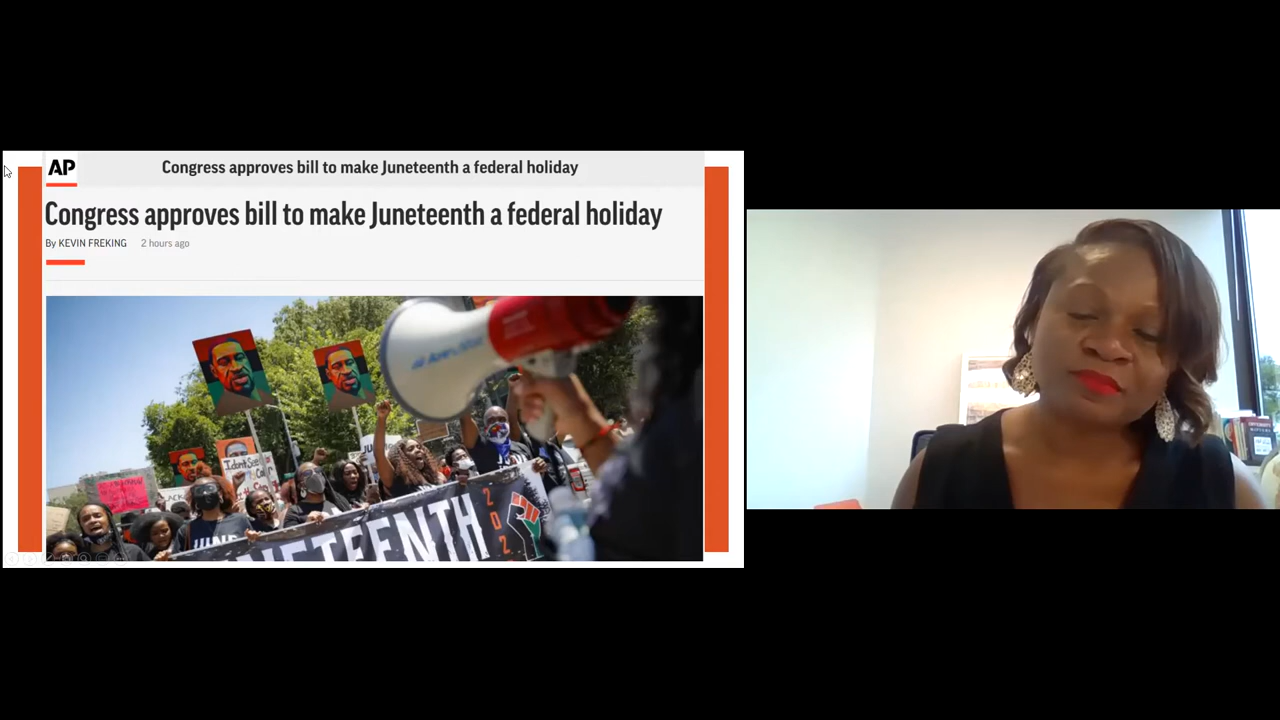 AP
Congress approves bill to make Juneteenth a federal holiday
Congress approves bill to make Juneteenth a federal holiday
By KEVIN FREKING 2 hours ago
JUNETEENTH 202